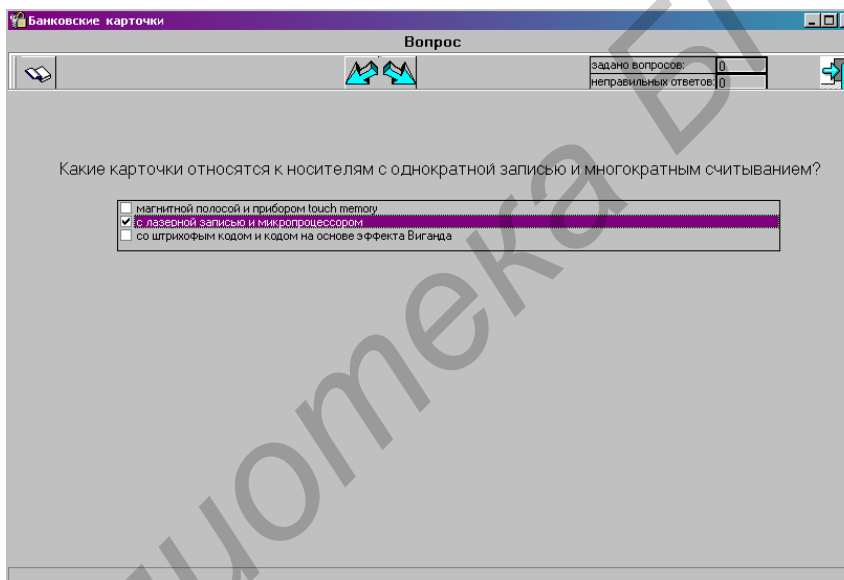 Банковские карточки
Вопрос
задано вопросов: 0
неправильных ответов: 0
Какие карточки относятся к носителям с однократной записью и многократным считыванием?
магнитной полосой и прибором touch memory
с лазерной записью и микропроцессором
со штрихофым кодом и кодом на основе эффекта Виганда